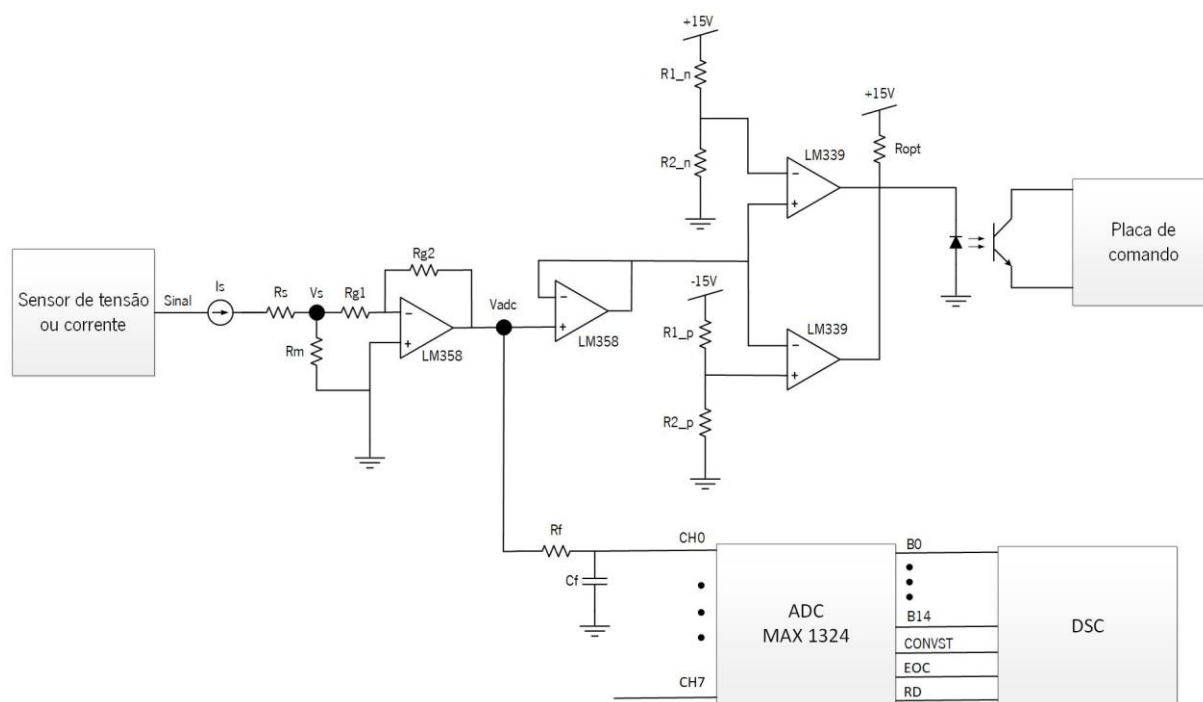 +15V
R1_n
R2_n
LM339
+15V
Ropt
Placa de
comando
Sensor de tensão
ou corrente
Sinal
Is
Rs
Vs
Rg1
Rg2
Rm
LM358
Vadc
LM358
-15V
R1_p
R2_p
LM339
Rf
Cf
CH0
CH7
ADC
MAX 1324
B0
B14
CONVST
EOC
RD
DSC
-
+
-
+
-
+
-
+